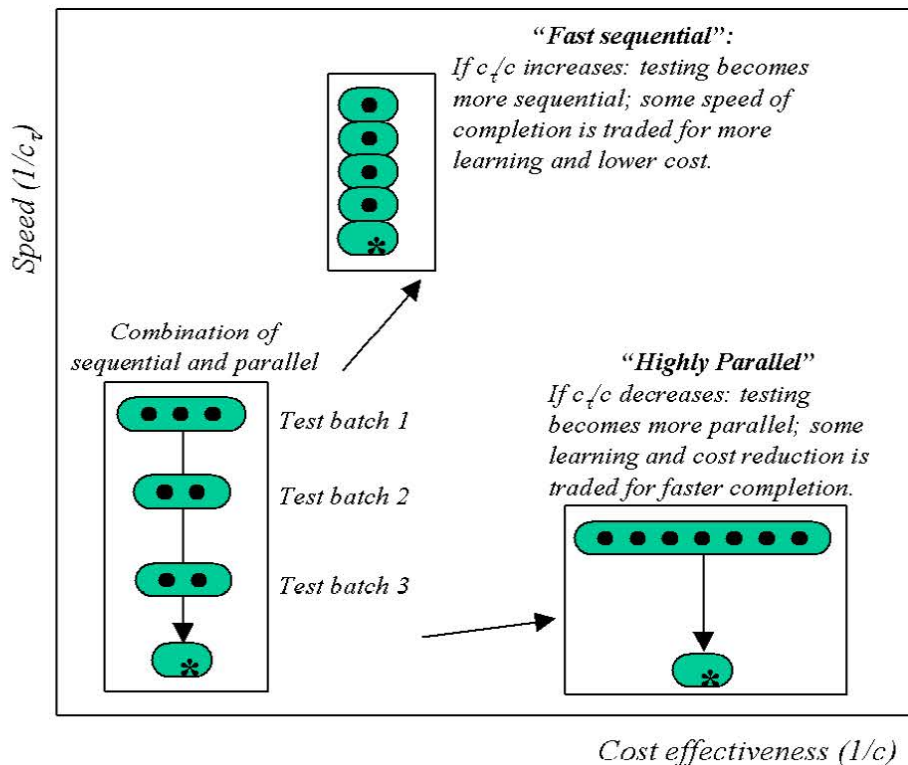 “Fast sequential”:
If cτ/c increases: testing becomes
more sequential; some speed of
completion is traded for more
learning and lower cost.
Speed (1/cτ)
Combination of
sequential and parallel
Test batch 1
Test batch 2
Test batch 3
*
*
“Highly Parallel”
If cτ/c decreases: testing
becomes more parallel; some
learning and cost reduction is
traded for faster completion.
*
Cost effectiveness (1/c)